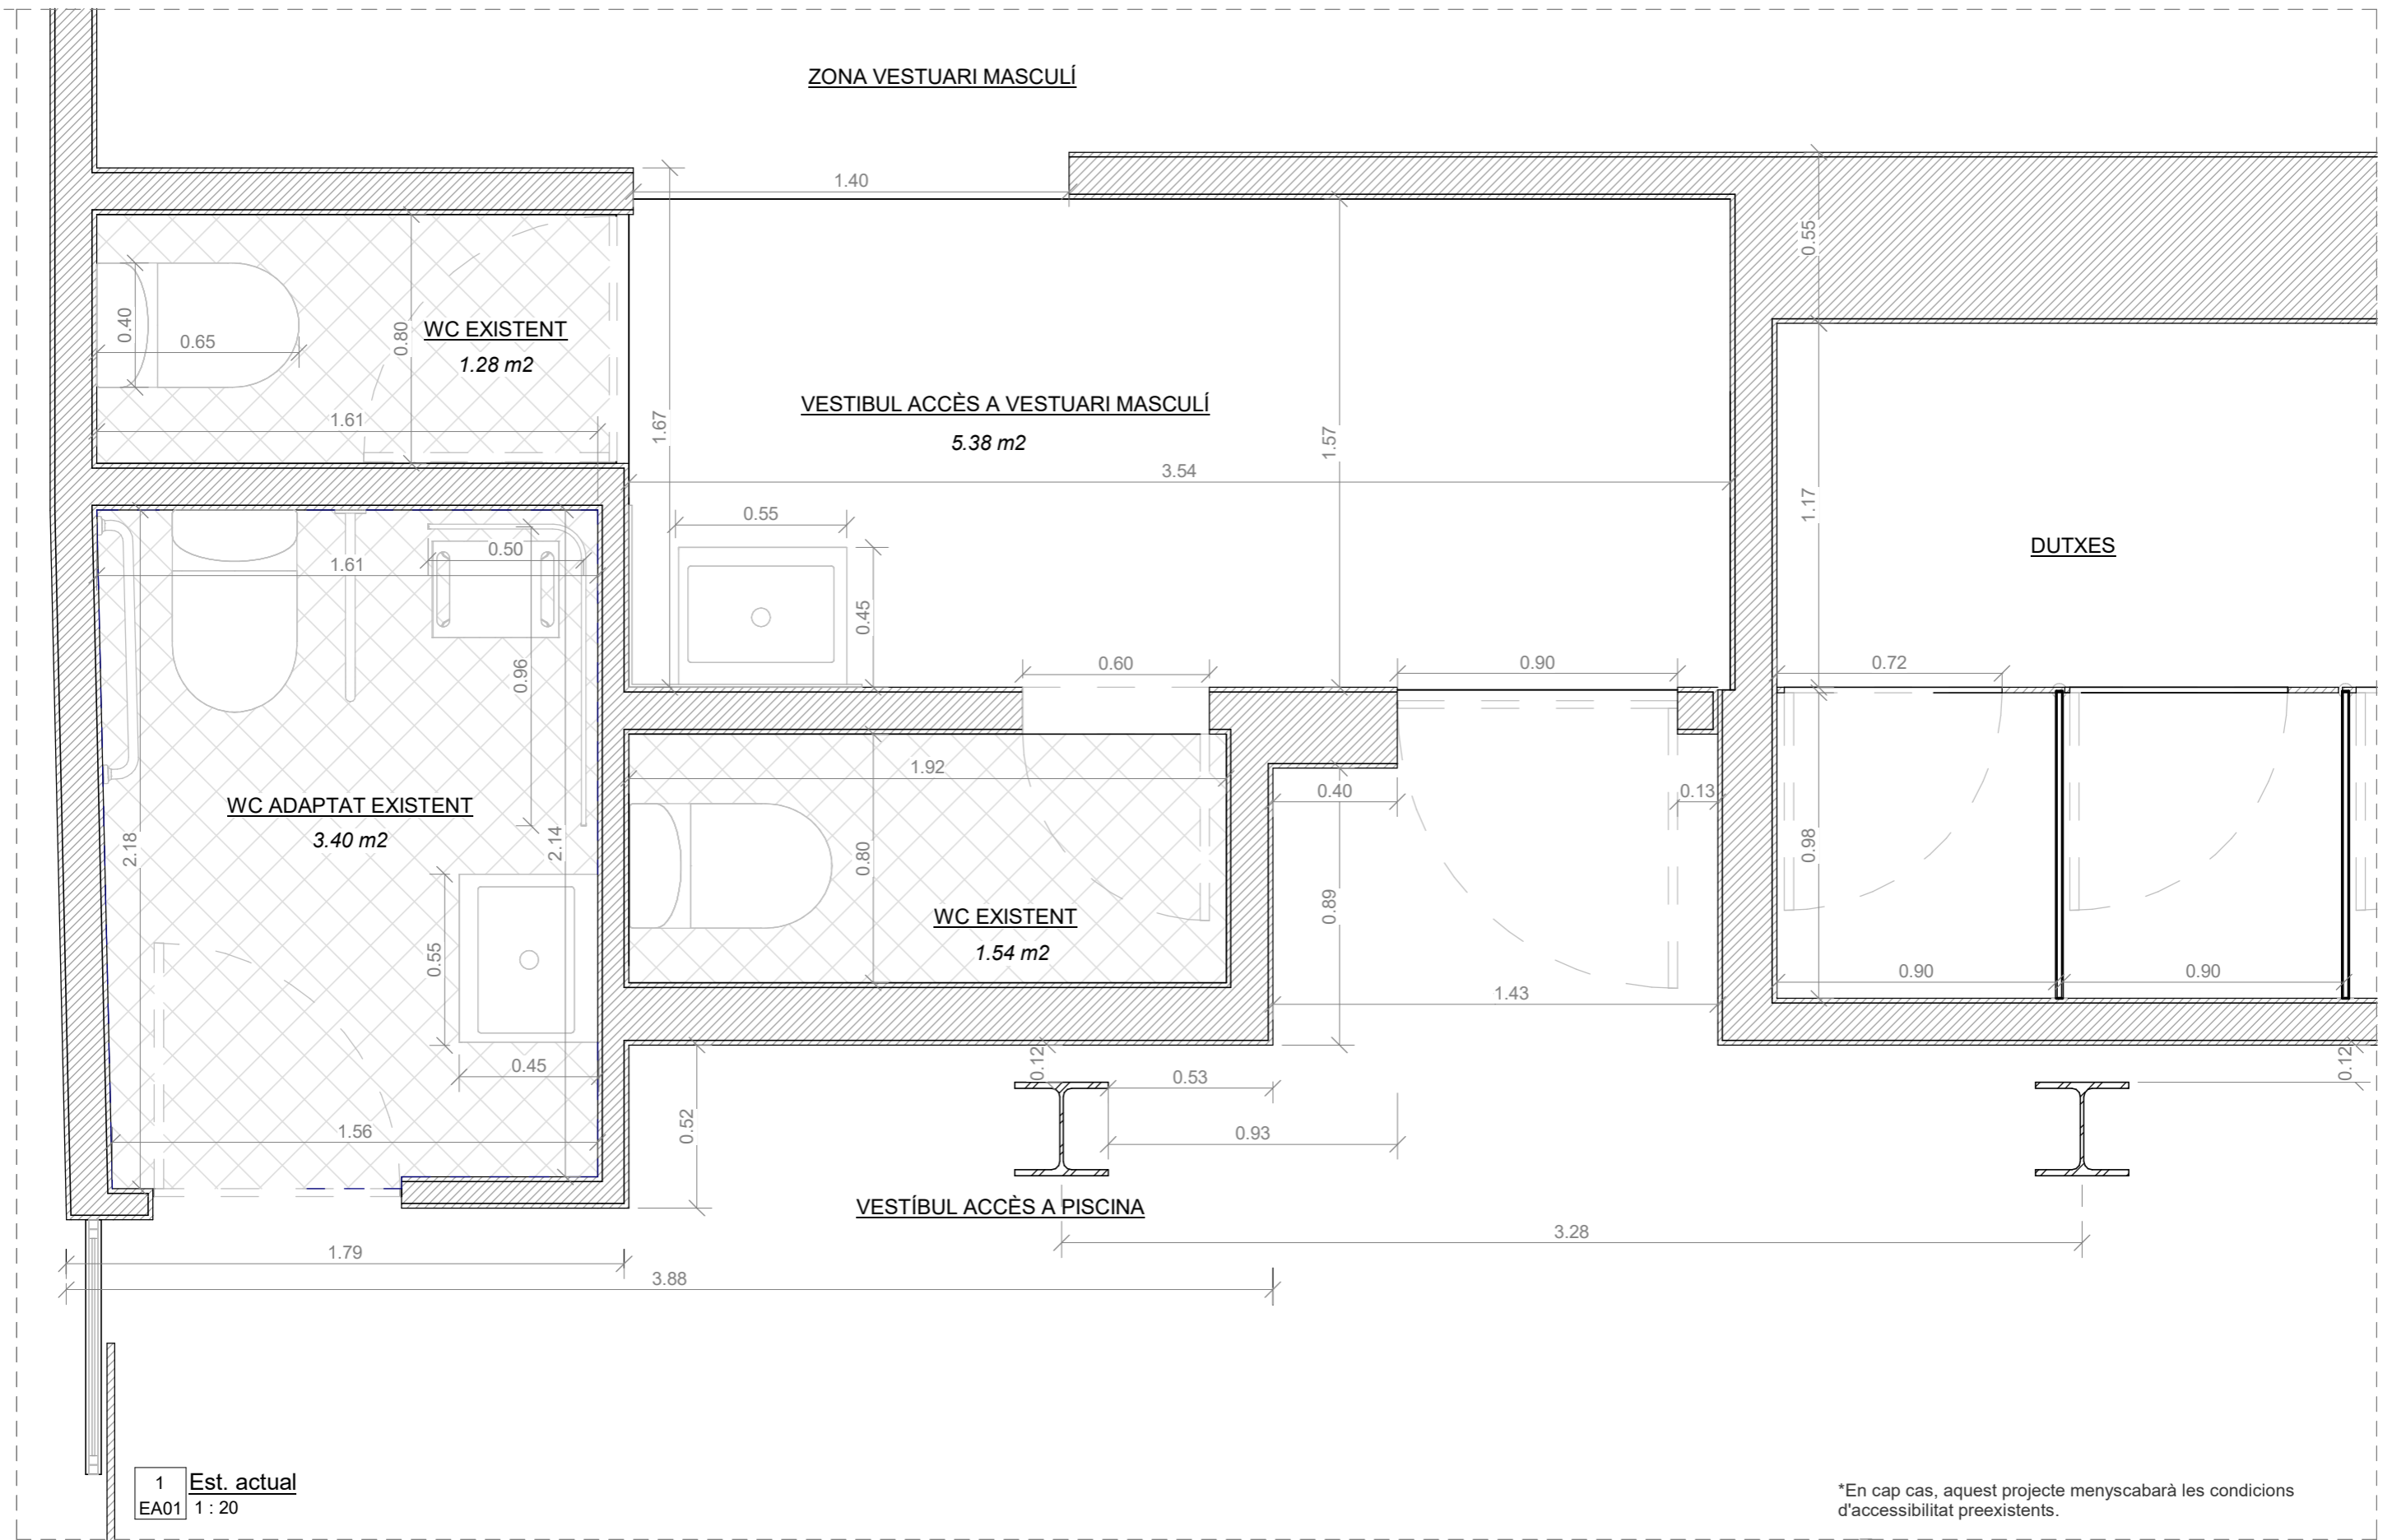 ZONA VESTUARI MASCULÍ
1.40
0.55
0.40
0.65
0.80
WC EXISTENT
1.28 m2
1.61
1.67
VESTIBUL ACCÈS A VESTUARI MASCULÍ
5.38 m2
1.57
3.54
1.17
DUTXES
0.55
0.50
1.61
0.45
0.96
0.60
0.90
0.72
1.92
0.40
0.13
WC ADAPTAT EXISTENT
3.40 m2
2.18
2.14
0.80
0.98
0.89
WC EXISTENT
1.54 m2
0.55
0.90
0.90
1.43
0.45
0.12
0.53
0.12
0.52
1.56
0.93
VESTÍBUL ACCÈS A PISCINA
3.28
1.79
3.88
1
EA01
Est. actual
1 : 20
*En cap cas, aquest projecte menyscabarà les condicions
d'accessibilitat preexistents.